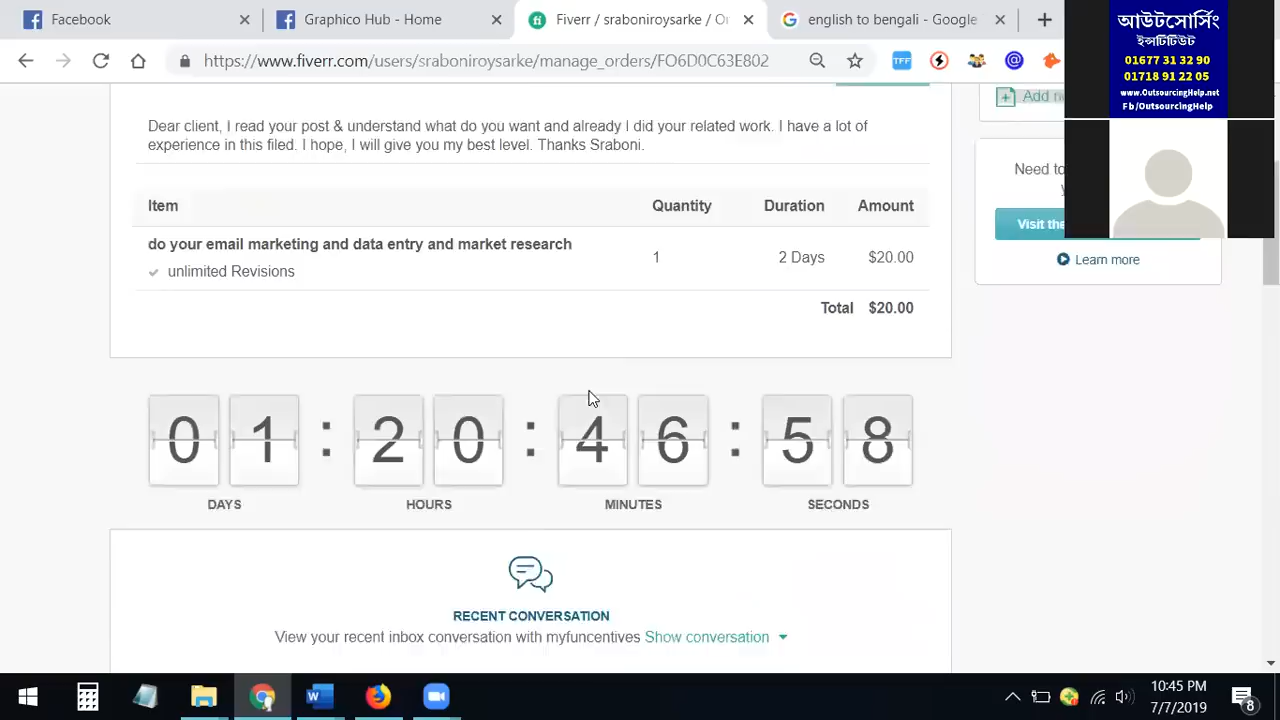 Facebook
Graphico Hub - Home
Fiverr / sraboniroysarke / Or
english to bengali - Google
https://www.fiverr.com/users/sraboniroysarke/manage_orders/FO6D0C63E802
TFF
আউটসোর্সিং
ইন্সটিটিউট
01677 31 32 90
01718 91 22 05
www.OutsourcingHelp.net
Fb/OutsourcingHelp
Add
Dear client, I read your post & understand what do you want and already I did your related work. I have a lot of
experience in this filed. I hope, I will give you my best level. Thanks Sraboni.
Need to
Visit the
Learn more
Item Quantity Duration Amount
do your email marketing and data entry and market research
unlimited Revisions
1 2 Days $20.00
Total $20.00
01 : 20 : 46 : 58
DAYS HOURS MINUTES SECONDS
RECENT CONVERSATION
View your recent inbox conversation with myfuncentives Show conversation
10:45 PM
7/7/2019
8